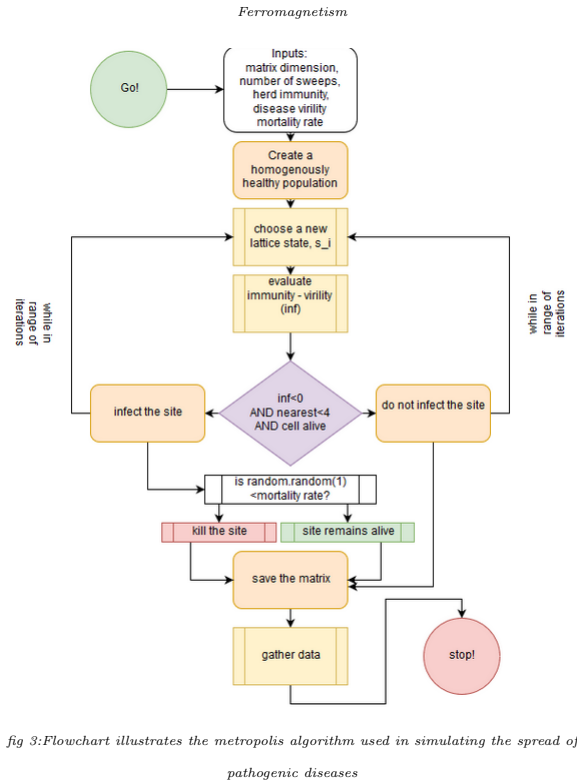 Ferromagnetism
Go!
Inputs:
matrix dimension,
number of sweeps,
herd immunity,
disease virility
mortality rate
Create a
homogenously
healthy population
choose a new
lattice state, s_i
evaluate
immunity - virility
(inf)
while in
range of
iterations
while in
range of
iterations
inf<0
AND nearest<4
AND cell alive
infect the site
do not infect the site
is random.random(1)
<mortality rate?
kill the site
site remains alive
save the matrix
gather data
stop!
fig 3:Flowchart illustrates the metropolis algorithm used in simulating the spread of
pathogenic diseases